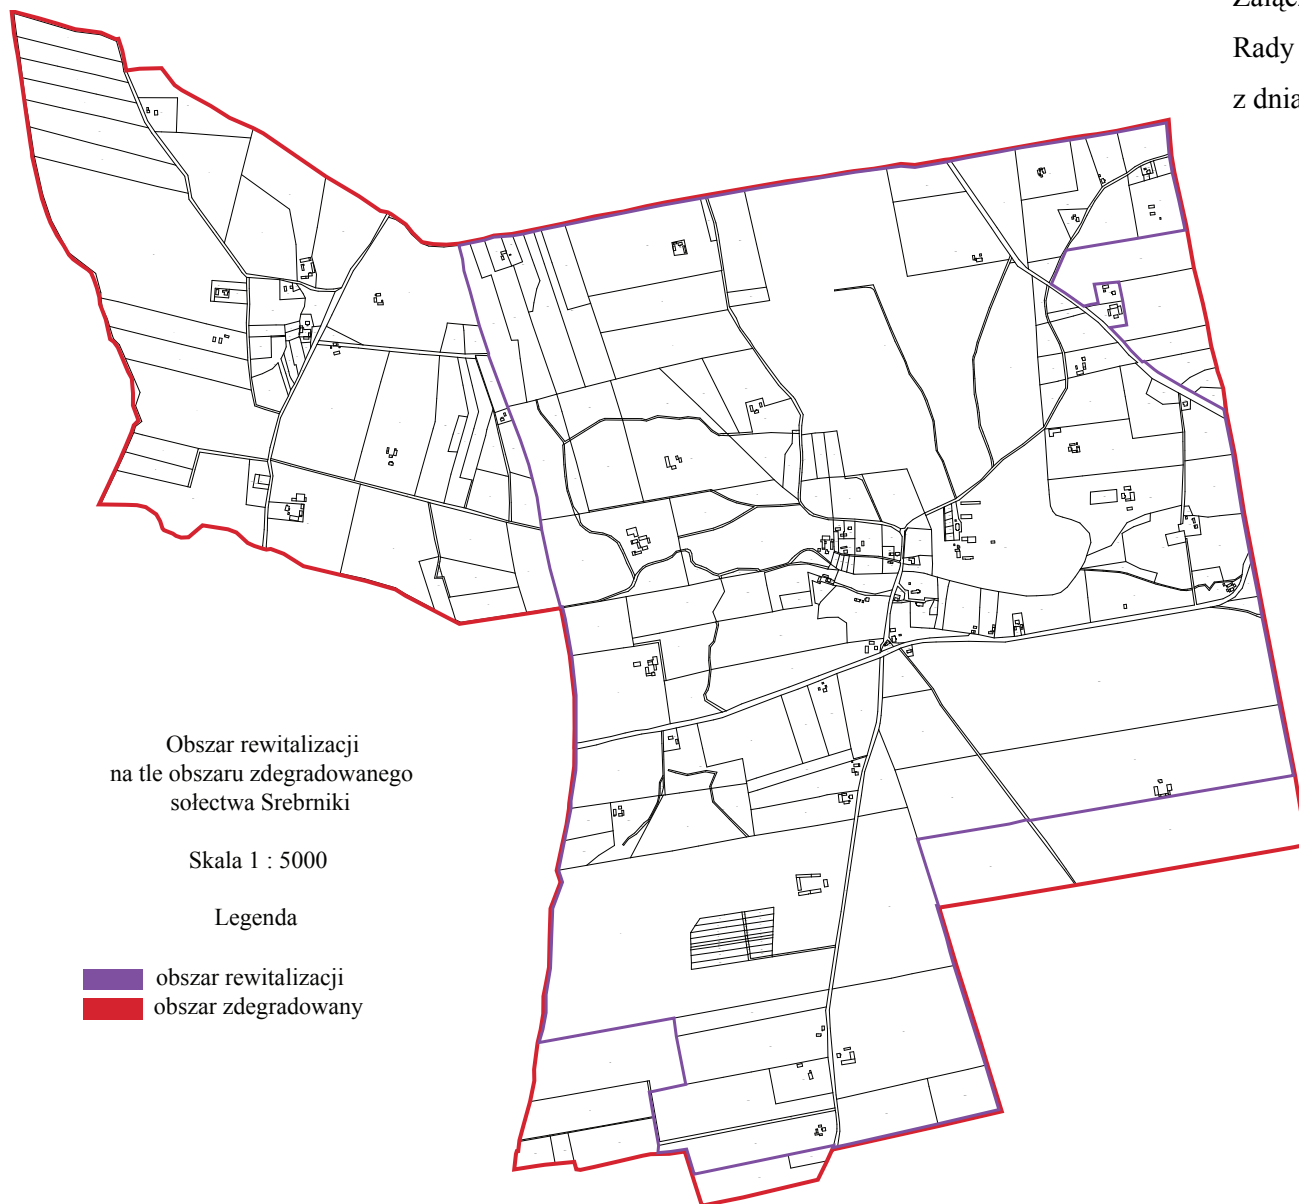 Rady
z dnia
Obszar rewitalizacji
na tle obszaru zdegradowanego
sołectwa Srebrniki
Skala 1 : 5000
Legenda
obszar rewitalizacji
obszar zdegradowany